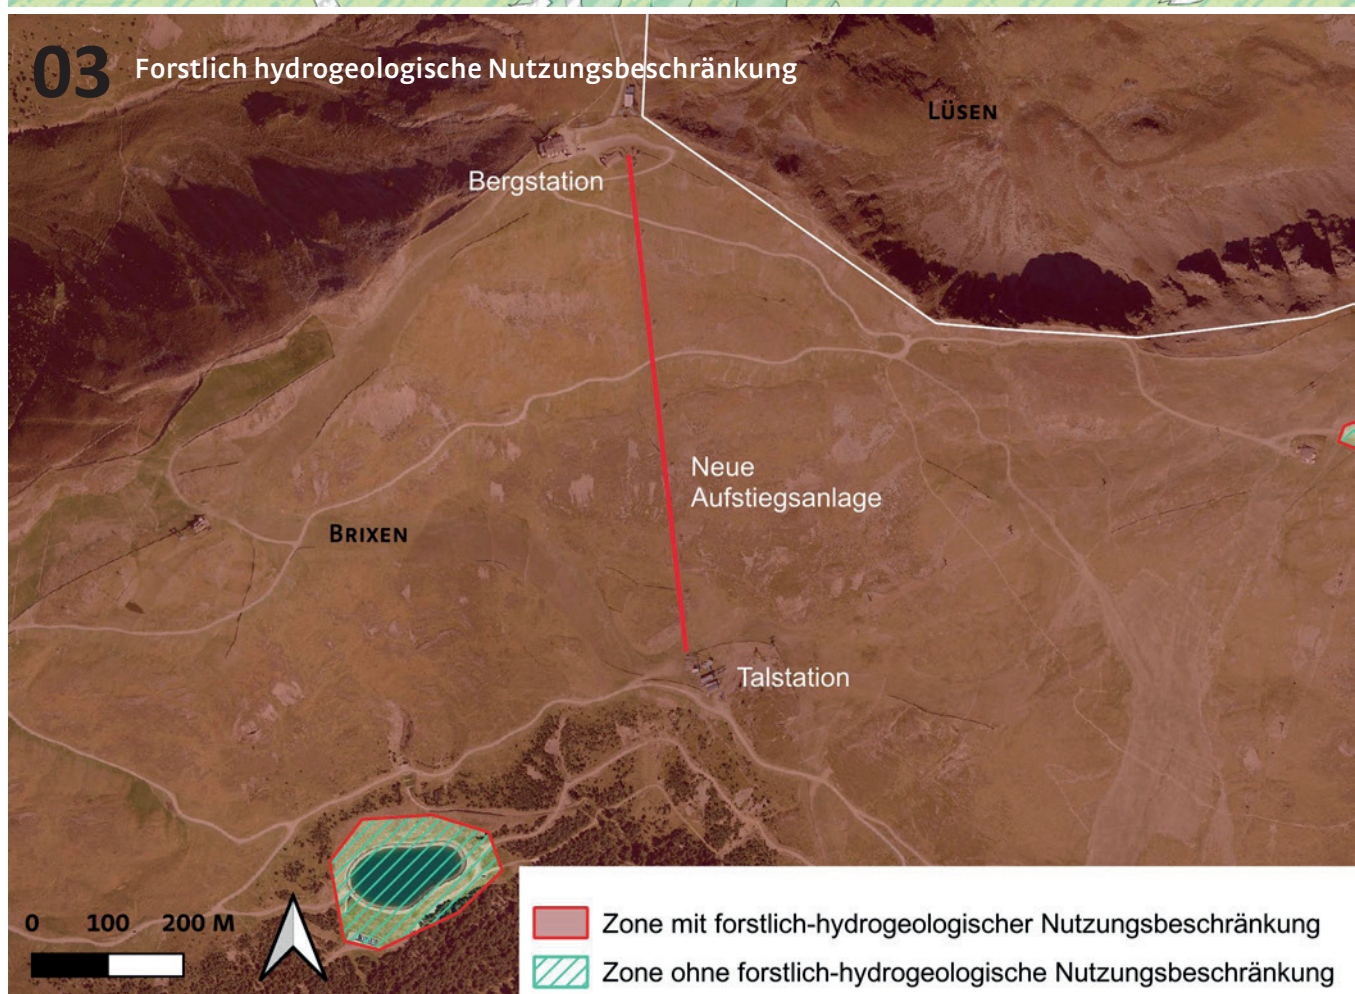 03 Forstlich hydrogeologische Nutzungsbeschränkung
LÜSEN
Bergstation
Neue
Aufstiegsanlage
BRIXEN
Talstation
0 100 200 M
Zone mit forstlich-hydrogeologischer Nutzungsbeschränkung
Zone ohne forstlich-hydrogeologische Nutzungsbeschränkung